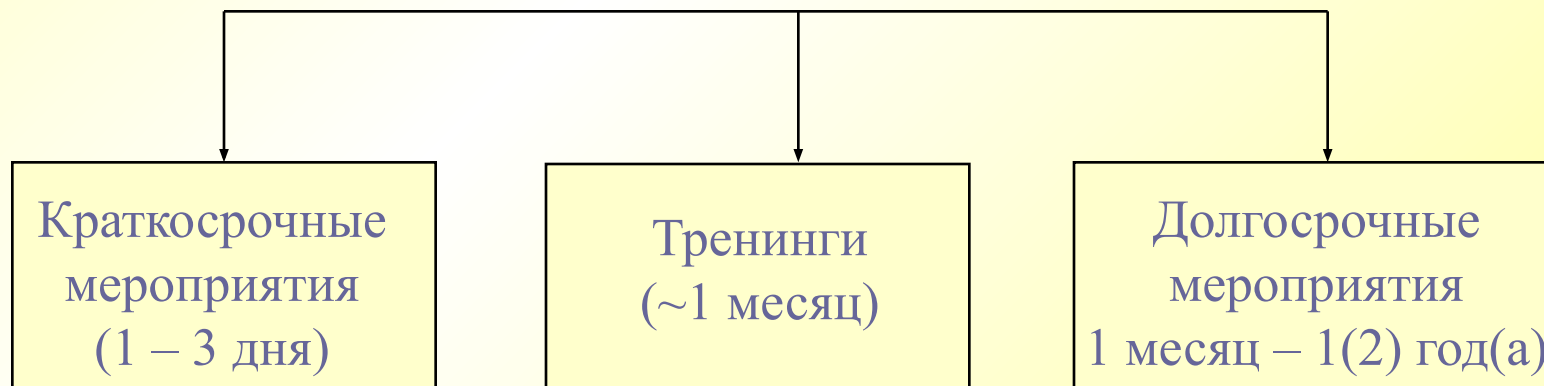 Краткосрочные
мероприятия
(1 – 3 дня)
Тренинги
(~1 месяц)
Долгосрочные
мероприятия
1 месяц – 1(2) год(а)